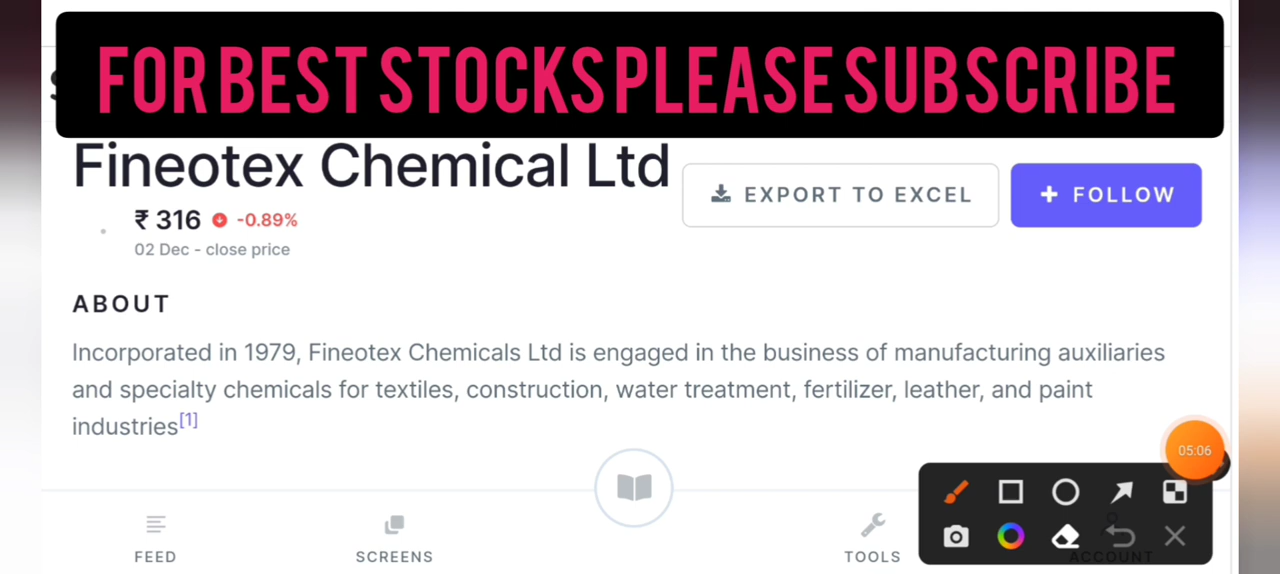 FOR BEST STOCKS PLEASE SUBSCRIBE
Fineotex Chemical Ltd
EXPORT TO EXCEL
+ FOLLOW
₹ 316 -0.89%
02 Dec - close price
ABOUT
Incorporated in 1979, Fineotex Chemicals Ltd is engaged in the business of manufacturing auxiliaries
and specialty chemicals for textiles, construction, water treatment, fertilizer, leather, and paint
industries[1]
05:06
FEED
SCREENS
TOOLS
ACCOUNT